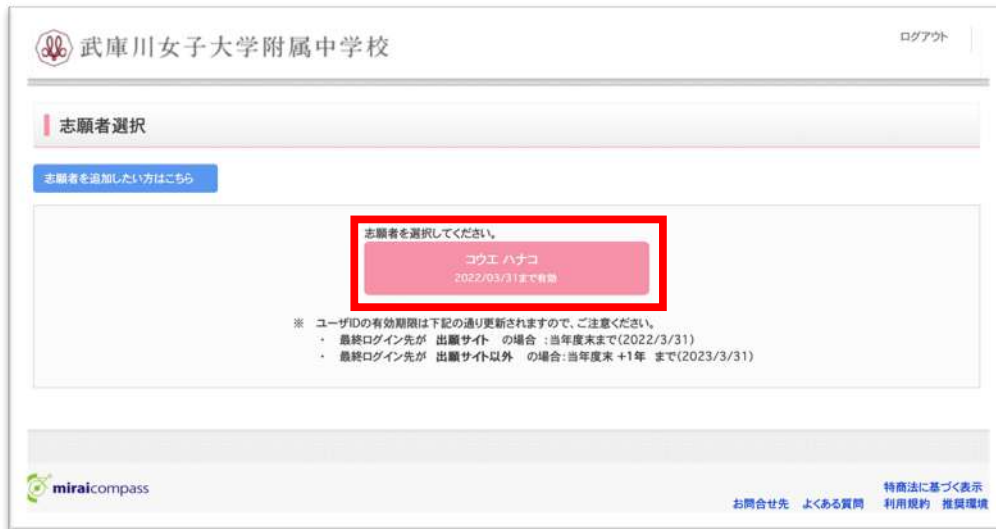 武庫川女子大学附属中学校
ログアウト
志願者選択
志願者を追加したい方はこちら
志願者を選択してください。
コウエ ハナコ
2022/03/31まで有効
※ ユーザIDの有効期限は下記の通り更新されますので、ご注意ください。
・ 最終ログイン先が 出願サイト の場合 :当年度末まで(2022/3/31)
・ 最終ログイン先が 出願サイト以外 の場合:当年度末 +1年 まで(2023/3/31)
miraicompass
お問合せ先 よくある質問 特商法に基づく表示
利用規約 推奨環境